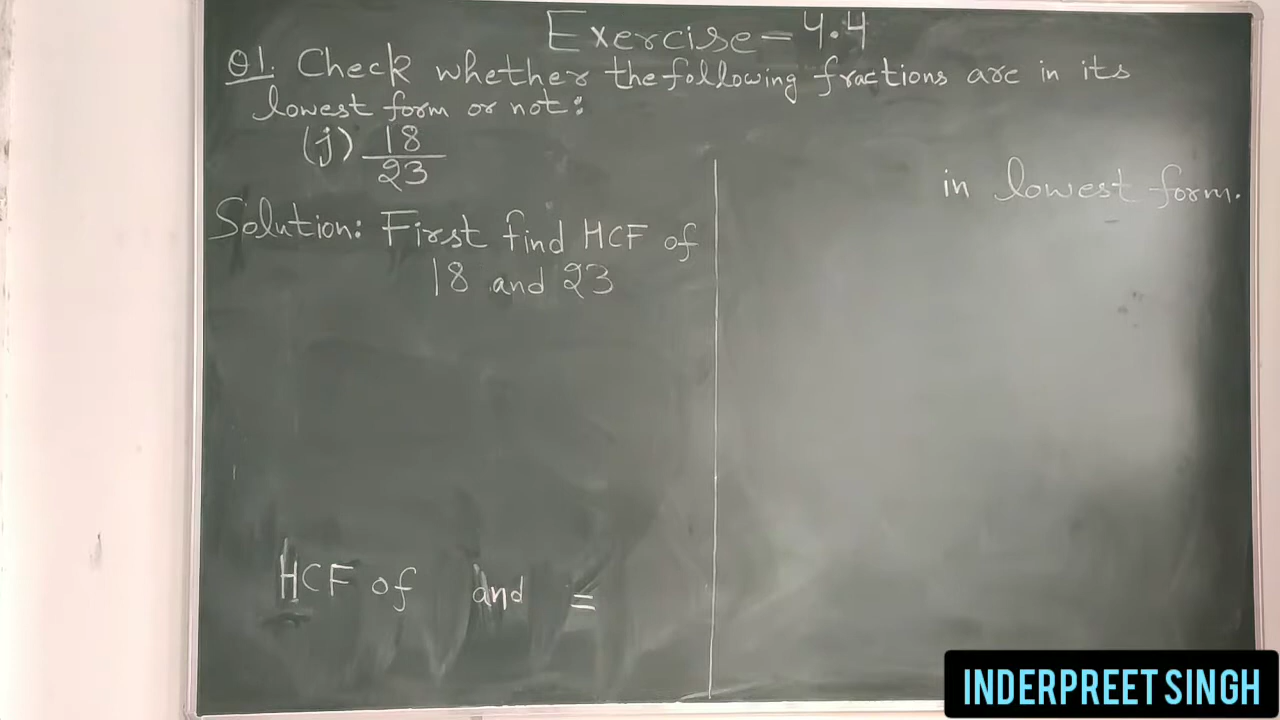 Exercise-4.4
Q1. Check whether the following fractions are in its
lowest form or not:
(j) 18/23
in lowest form.
Solution: First find HCF of
18 and 23
HCF of and =
INDERPREET SINGH